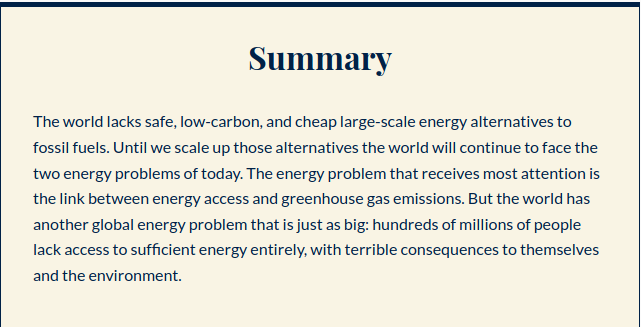 Summary
The world lacks safe, low-carbon, and cheap large-scale energy alternatives to
fossil fuels. Until we scale up those alternatives the world will continue to face the
two energy problems of today. The energy problem that receives most attention is
the link between energy access and greenhouse gas emissions. But the world has
another global energy problem that is just as big: hundreds of millions of people
lack access to sufficient energy entirely, with terrible consequences to themselves
and the environment.